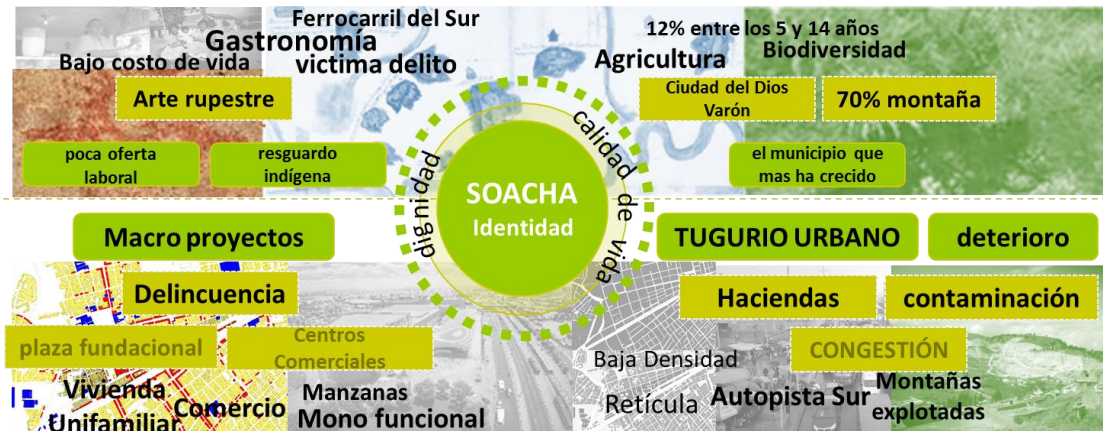 Ferrocarril del Sur
Gastronomía
Bajo costo de vida
victima delito
12% entre los 5 y 14 años
Biodiversidad
Agricultura
Arte rupestre
Ciudad del Dios
Varón
70% montaña
poca oferta
laboral
resguardo
indígena
el municipio que
mas ha crecido
dignidad
calidad de vida
SOACHA
Identidad
Macro proyectos
TUGURIO URBANO
deterioro
Delincuencia
Haciendas
contaminación
plaza fundacional
Centros
Comerciales
Baja Densidad
CONGESTIÓN
Vivienda
Unifamiliar
Comercio
Manzanas
Mono funcional
Retícula
Autopista Sur
Montañas
explotadas